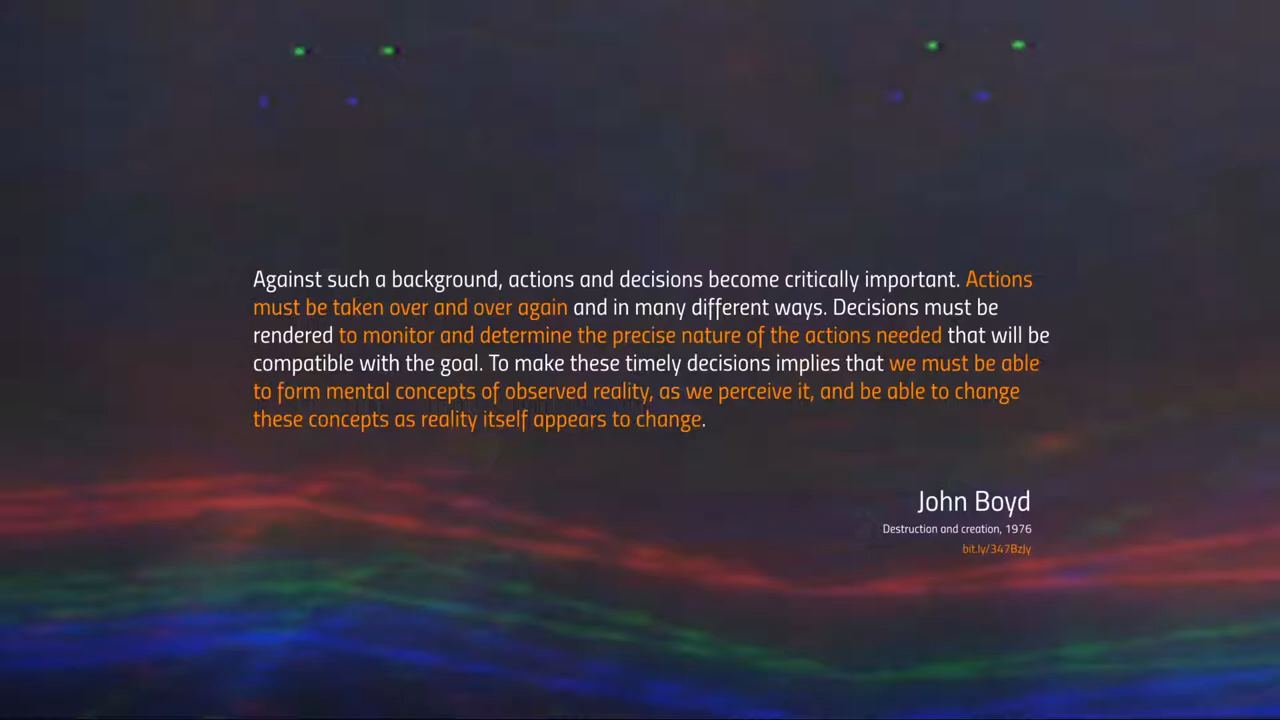 Against such a background, actions and decisions become critically important. Actions
must be taken over and over again and in many different ways. Decisions must be
rendered to monitor and determine the precise nature of the actions needed that will be
compatible with the goal. To make these timely decisions implies that we must be able
to form mental concepts of observed reality, as we perceive it, and be able to change
these concepts as reality itself appears to change.
John Boyd
Destruction and creation, 1976
bit.ly/347BzJy